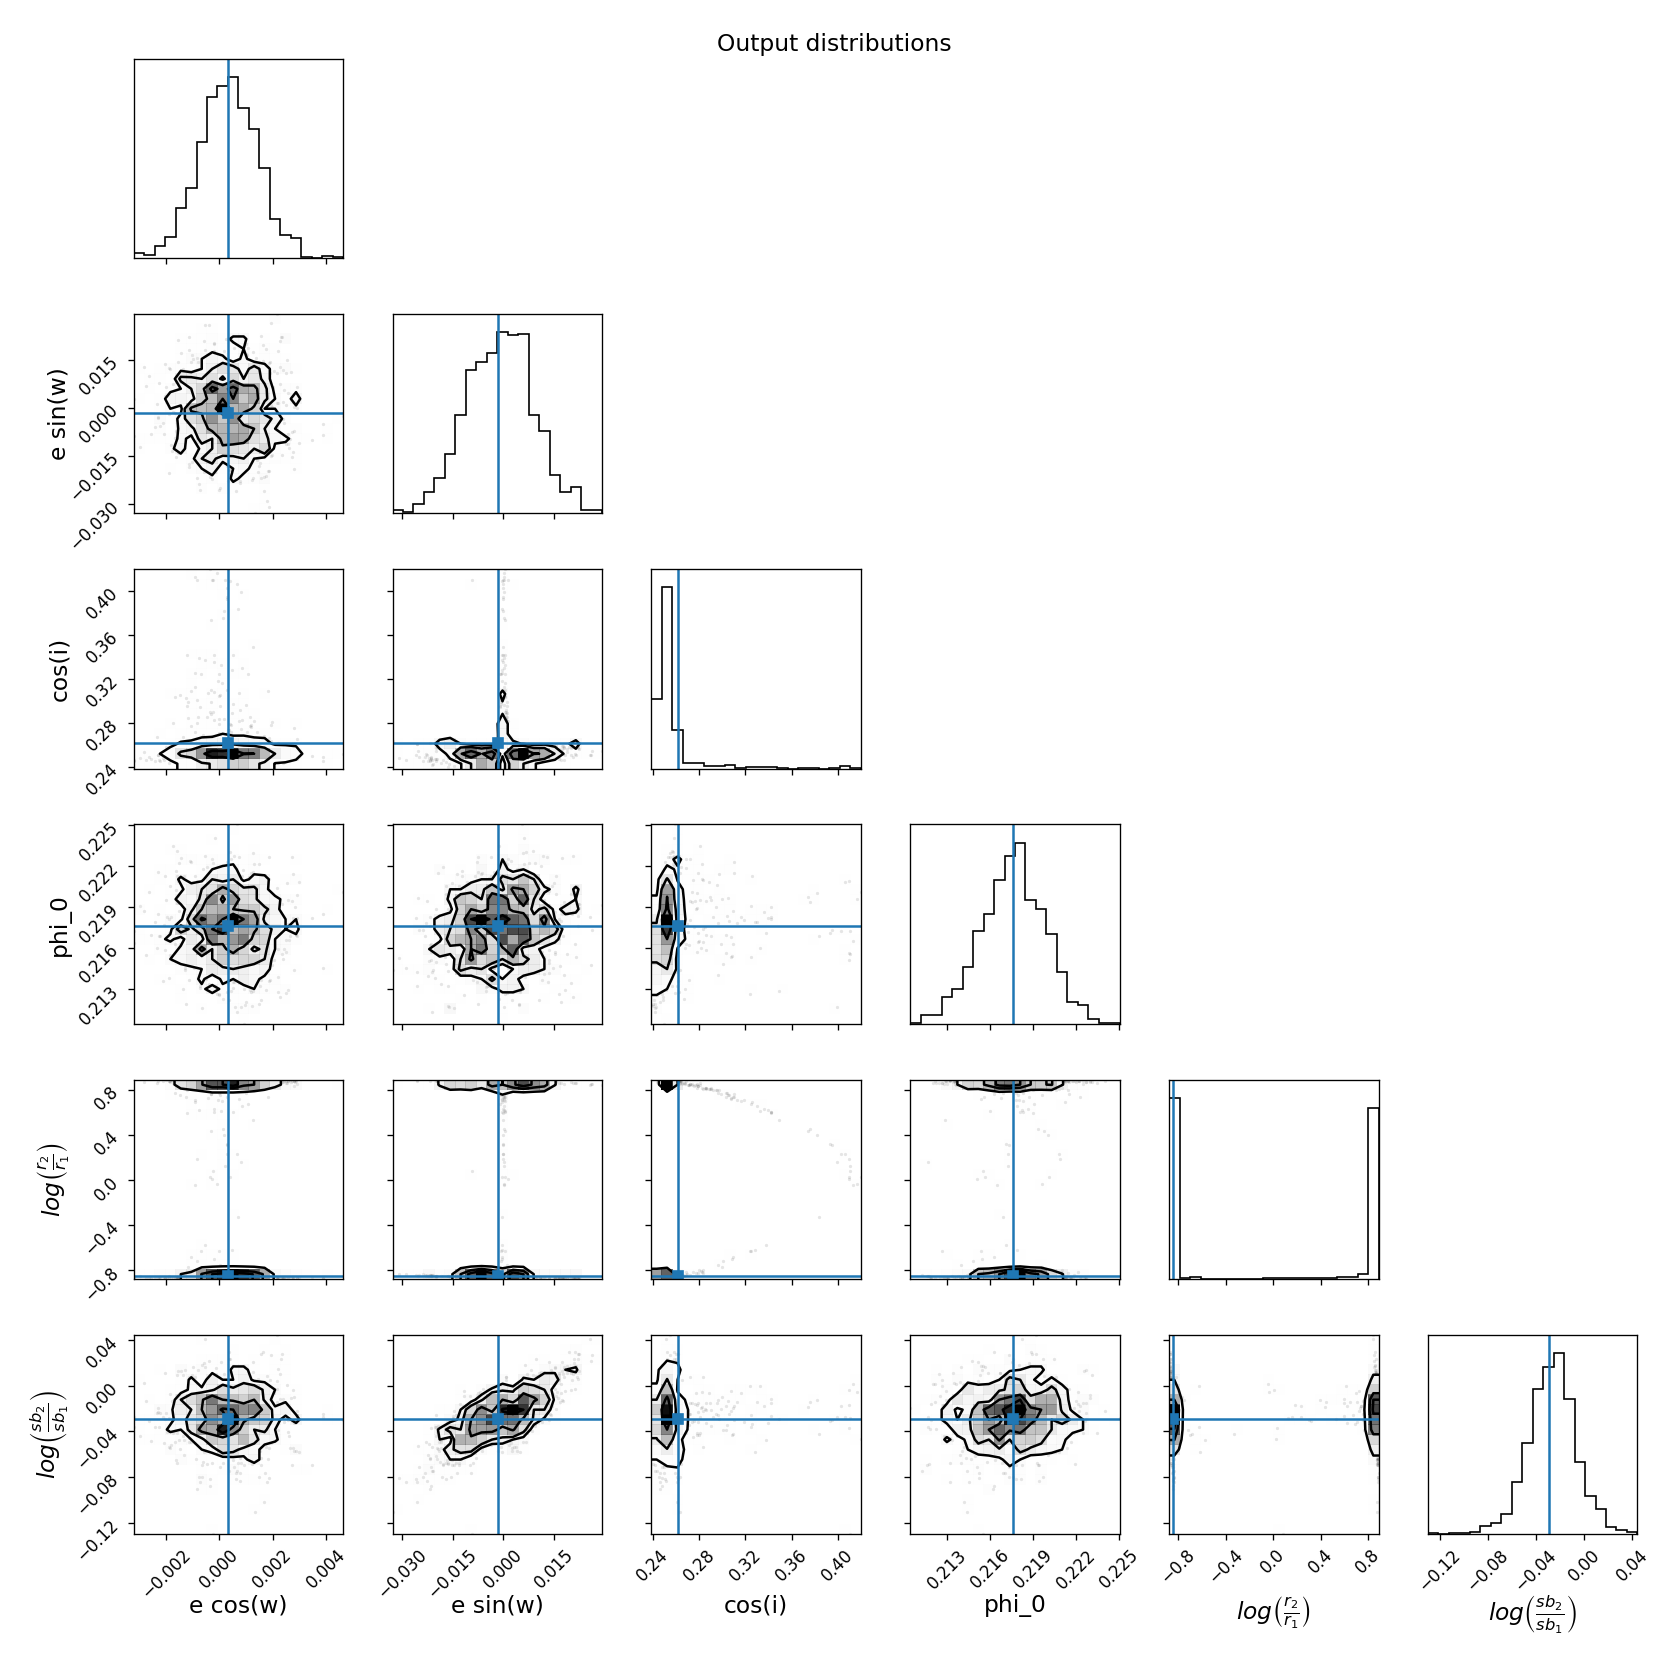 Output distributions
e sin(w)
0.015
0.000
−0.015
−0.030
cos(i)
0.40
0.36
0.32
0.28
0.24
phi_0
0.225
0.222
0.219
0.216
0.213
log(r₂/r₁)
0.8
0.4
0.0
−0.4
−0.8
log(sb₂/sb₁)
0.04
0.00
−0.04
−0.08
−0.12
−0.002 0.000 0.002 0.004
−0.030 −0.015 0.000 0.015
0.24 0.28 0.32 0.36 0.40
0.213 0.216 0.219 0.222 0.225
−0.8 −0.4 0.0 0.4 0.8
−0.12 −0.08 −0.04 0.00 0.04
e cos(w) e sin(w) cos(i) phi_0 log(r₂/r₁) log(sb₂/sb₁)